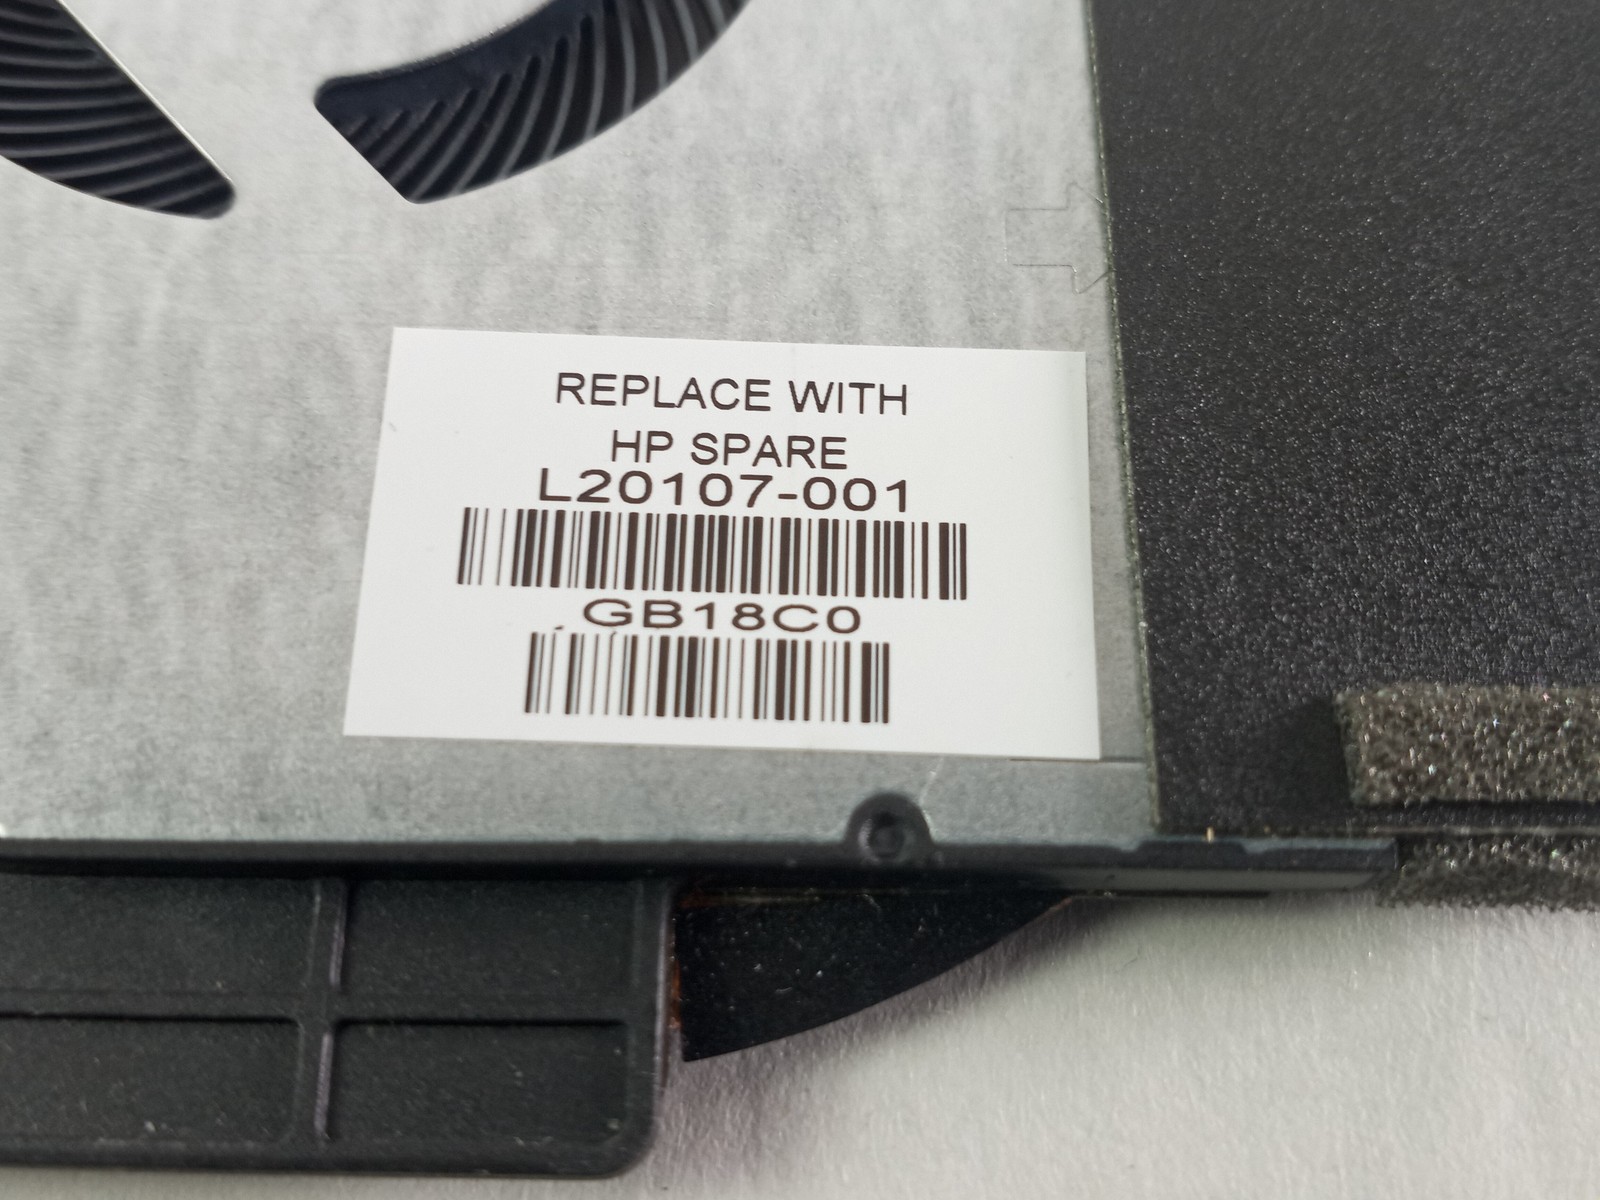 REPLACE WITH
HP SPARE
L20107-001
GB18C0